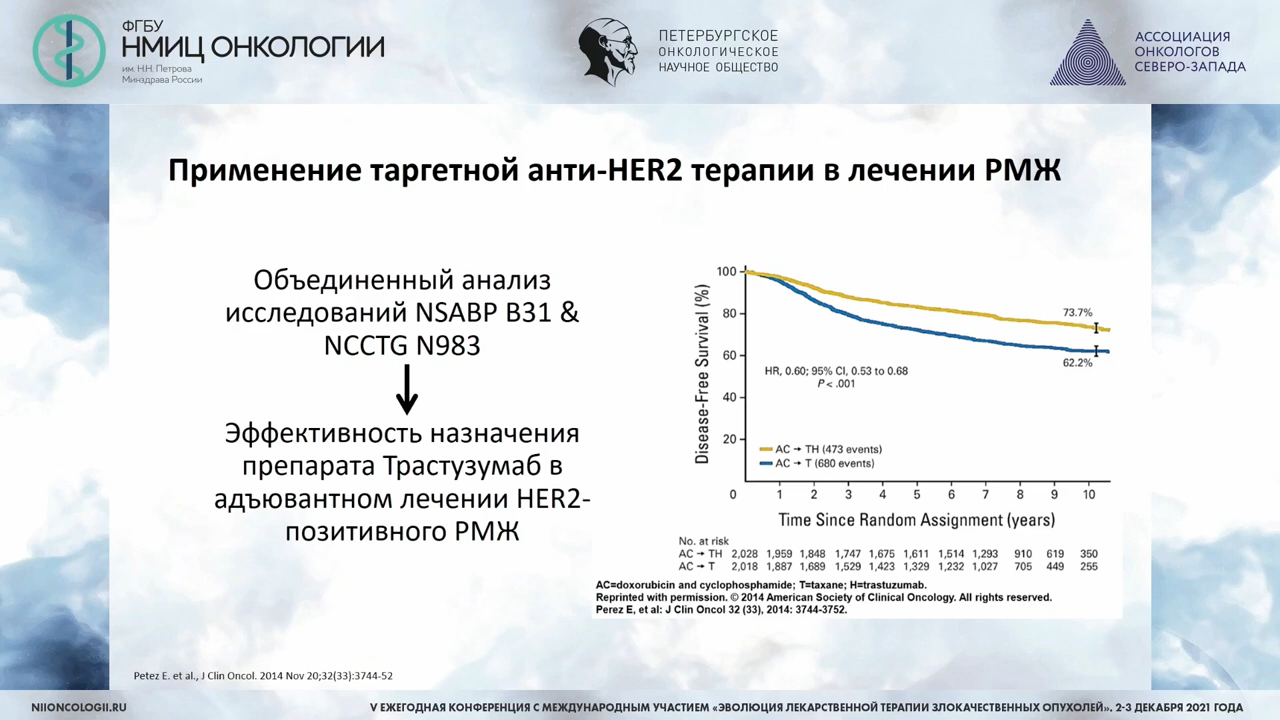 ФГБУ
НМИЦ ОНКОЛОГИИ
им. Н.Н. Петрова
Минздрава России
ПЕТЕРБУРГСКОЕ
ОНКОЛОГИЧЕСКОЕ
НАУЧНОЕ ОБЩЕСТВО
АССОЦИАЦИЯ
ОНКОЛОГОВ
СЕВЕРО-ЗАПАДА
Применение таргетной анти-HER2 терапии в лечении РМЖ
Объединенный анализ
исследований NSABP B31 &
NCCTG N983
Эффективность назначения
препарата Трастузумаб в
адъювантном лечении HER2-
позитивного РМЖ
Disease-Free Survival (%)
100
80
60
40
20
0
73.7%
62.2%
HR, 0.60; 95% CI, 0.53 to 0.68
P < .001
AC → TH (473 events)
AC → T (680 events)
1 2 3 4 5 6 7 8 9 10
Time Since Random Assignment (years)
No. at risk
AC → TH 2,028 1,959 1,848 1,747 1,675 1,611 1,514 1,293 910 619 350
AC → T 2,018 1,887 1,689 1,529 1,423 1,329 1,232 1,027 705 449 255
AC=doxorubicin and cyclophosphamide; T=taxane; H=trastuzumab.
Reprinted with permission. © 2014 American Society of Clinical Oncology. All rights reserved.
Perez E, et al: J Clin Oncol 32 (33), 2014: 3744-3752.
Petez E. et al., J Clin Oncol. 2014 Nov 20;32(33):3744-52
NIIONCOLOGII.RU
V ЕЖЕГОДНАЯ КОНФЕРЕНЦИЯ С МЕЖДУНАРОДНЫМ УЧАСТИЕМ «ЭВОЛЮЦИЯ ЛЕКАРСТВЕННОЙ ТЕРАПИИ ЗЛОКАЧЕСТВЕННЫХ ОПУХОЛЕЙ». 2-3 ДЕКАБРЯ 2021 ГОДА